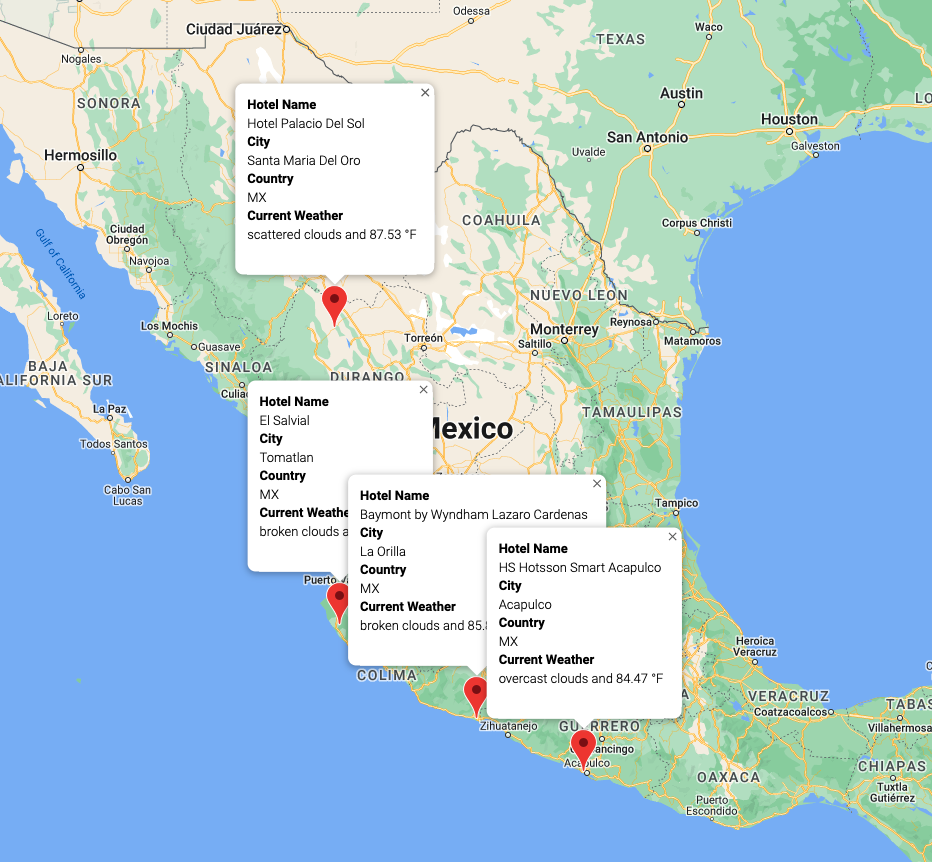 Odessa
Waco
Ciudad Juárez
TEXAS
Nogales
Austin
SONORA
Houston
San Antonio
Galveston
Uvalde
Hermosillo
Hotel Name
Hotel Palacio Del Sol
City
Santa Maria Del Oro
Country
MX
Current Weather
scattered clouds and 87.53 °F
COAHUILA
Corpus Christi
Ciudad
Obregón
Navojoa
Gulf of California
NUEVO LEON
Loreto
Los Mochis
Guasave
Torreón
Monterrey
Saltillo
Reynosa
Matamoros
SINALOA
BAJA
ALIFORNIA SUR
DURANGO
Culia
La Paz
Todos Santos
Cabo San
Lucas
TAMAULIPAS
Mexico
Hotel Name
El Salvial
City
Tomatlan
Country
MX
Current Weathe
broken clouds a
Tampico
Hotel Name
Baymont by Wyndham Lazaro Cardenas
City
La Orilla
Country
MX
Current Weather
broken clouds and 85.
Hotel Name
HS Hotsson Smart Acapulco
City
Acapulco
Country
MX
Current Weather
overcast clouds and 84.47 °F
Puerto V
COLIMA
Heroica
Veracruz
VERACRUZ
Coatzacoalcos
TABAS
Villahermosa
Zihuatanejo
GUERRERO
ancingo
Acapulco
OAXACA
CHIAPAS
Tuxtla
Gutiérrez
Puerto
Escondido